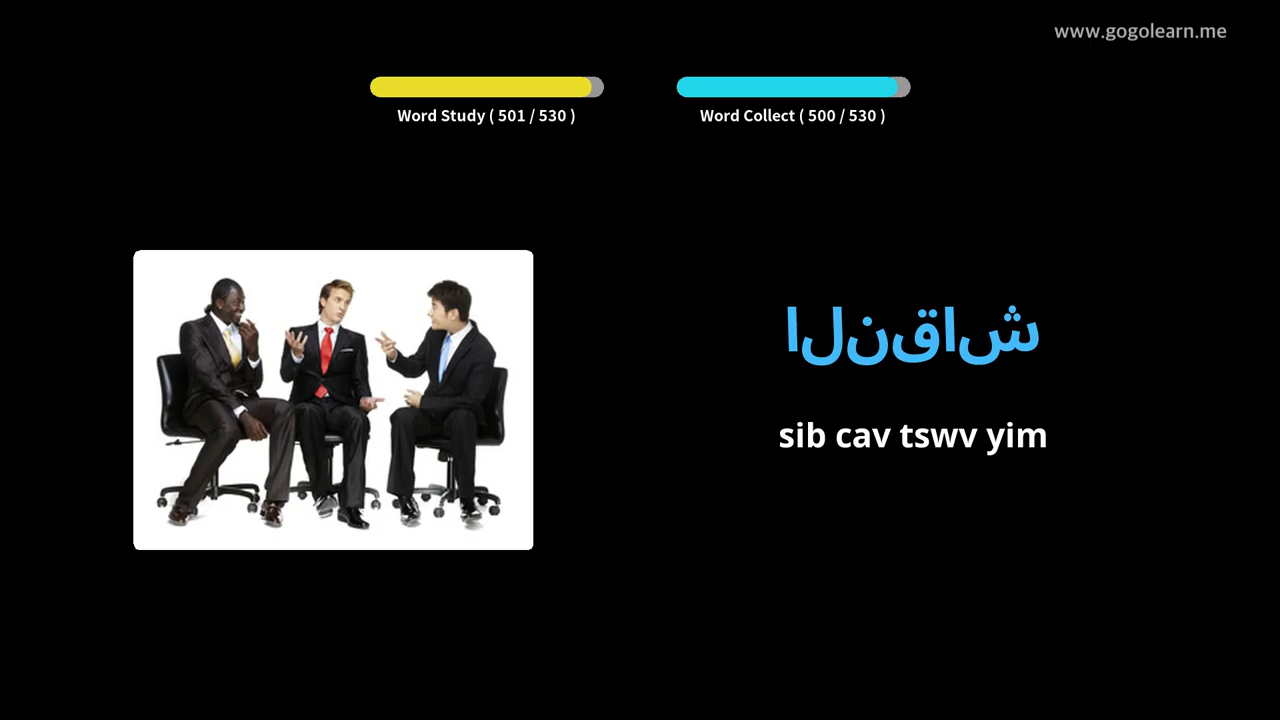 www.gogolearn.me
Word Study ( 501 / 530 )
Word Collect ( 500 / 530 )
النقاش
sib cav tswv yim